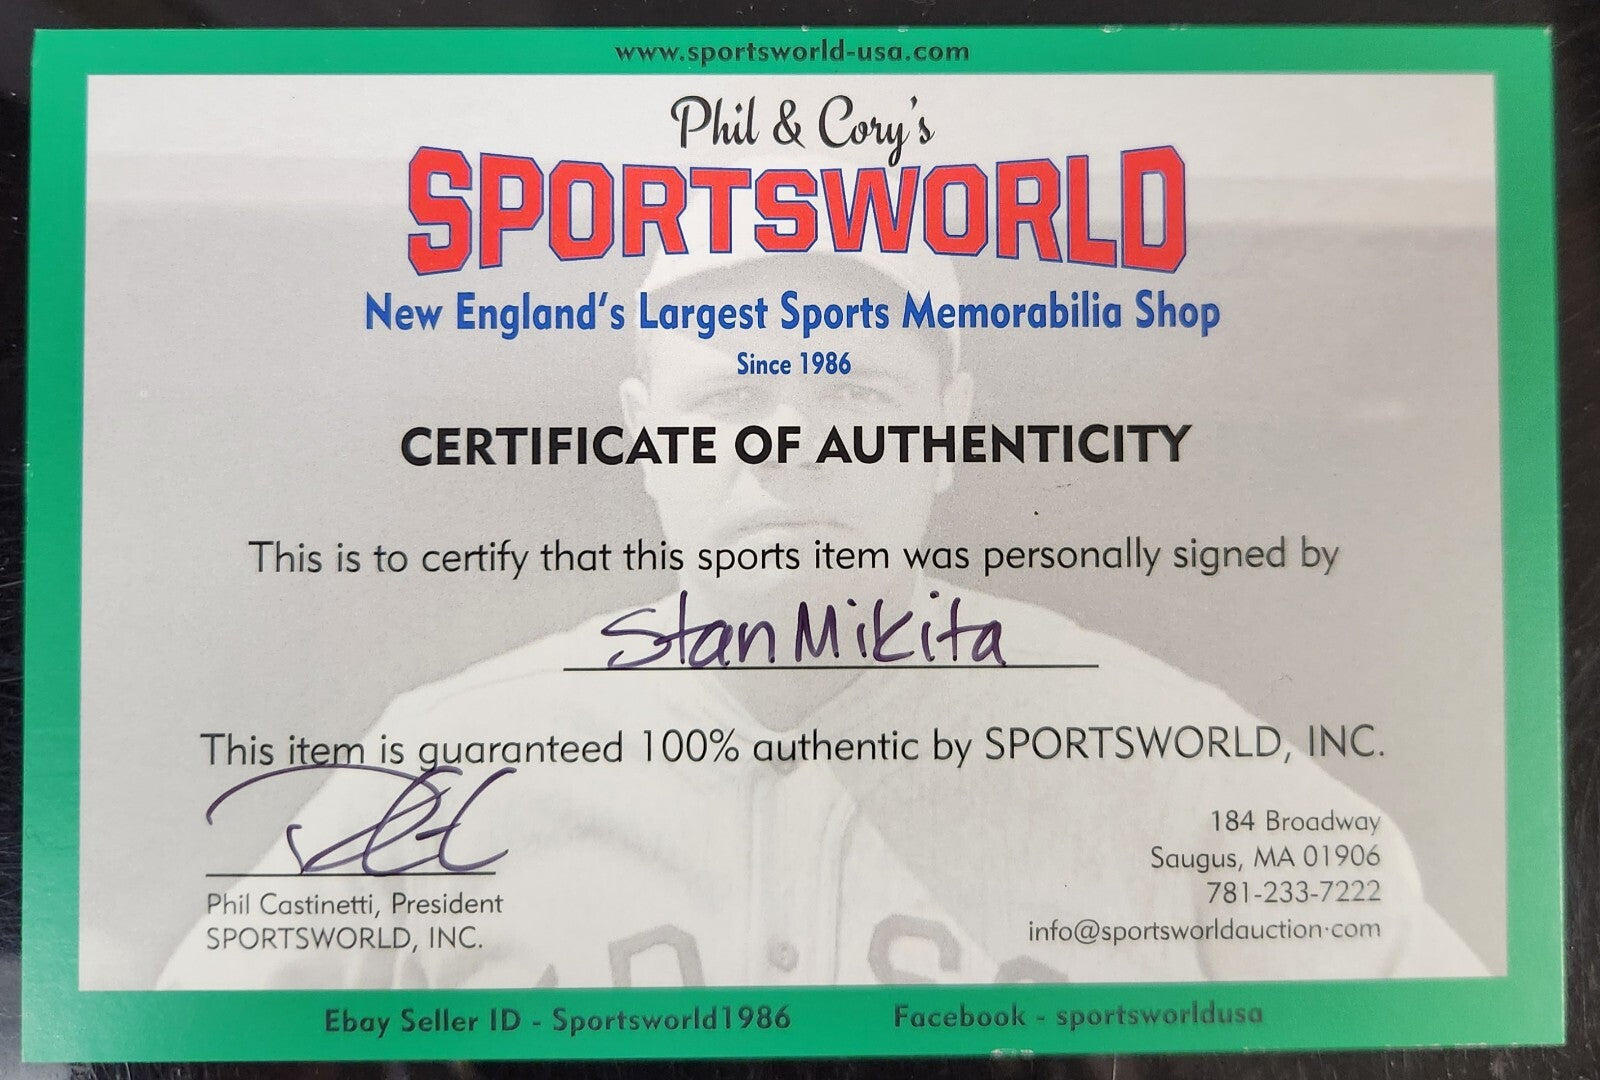 www.sportsworld-usa.com
Phil & Cory's
SPORTSWORLD
New England's Largest Sports Memorabilia Shop
Since 1986
CERTIFICATE OF AUTHENTICITY
This is to certify that this sports item was personally signed by
Stan Mikita
This item is guaranteed 100% authentic by SPORTSWORLD, INC.
Phil Castinetti, President
SPORTSWORLD, INC.
184 Broadway
Saugus, MA 01906
781-233-7222
info@sportsworldauction·com
Ebay Seller ID - Sportsworld1986
Facebook - sportsworldusa